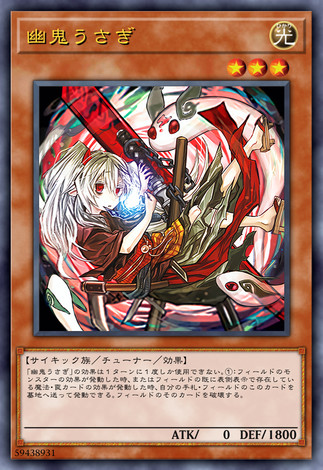 幽鬼うさぎ
光
【サイキック族／チューナー／効果】
「幽鬼うさぎ」の効果は１ターンに１度しか使用できない。①：フィールドのモ
ンスターの効果が発動した時、またはフィールドの既に表側表示で存在している
魔法・罠カードの効果が発動した時、自分の手札・フィールドのこのカードを
墓地へ送って発動できる。フィールドのそのカードを破壊する。
ATK/ 0 DEF/1800
59438931